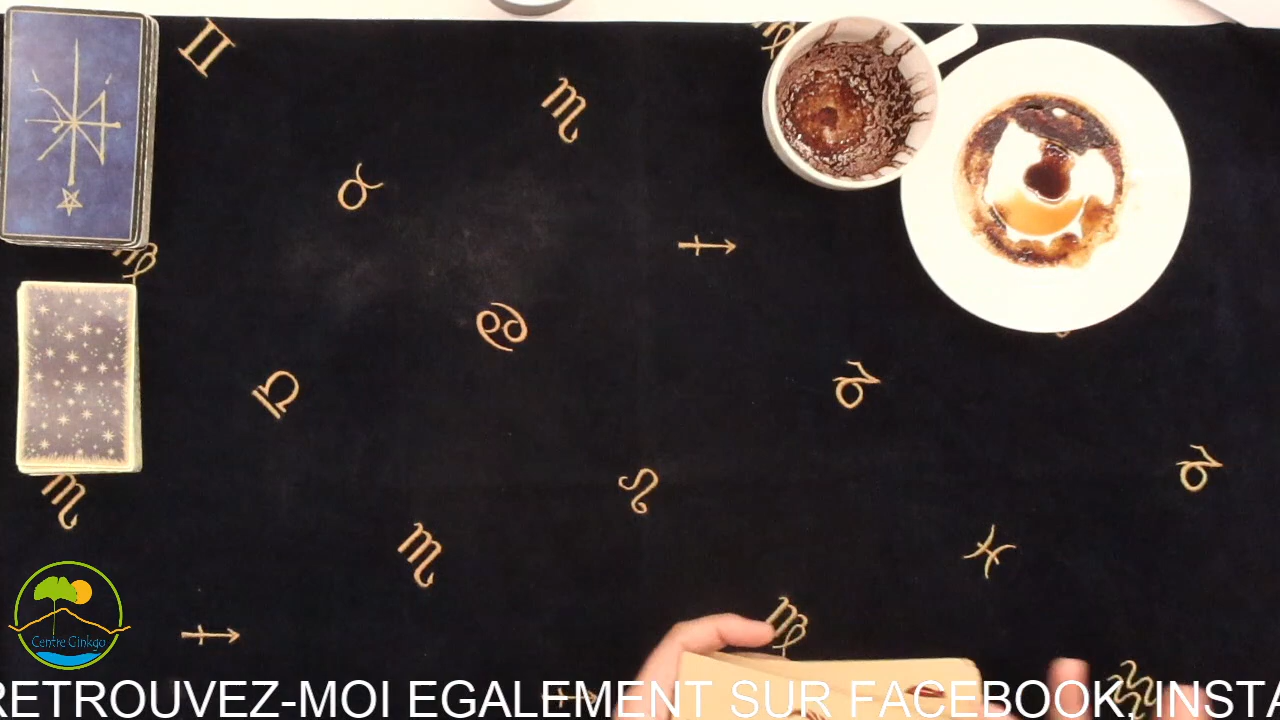 Centre Ginkgo
RETROUVEZ-MOI EGALEMENT SUR FACEBOOK, INSTA